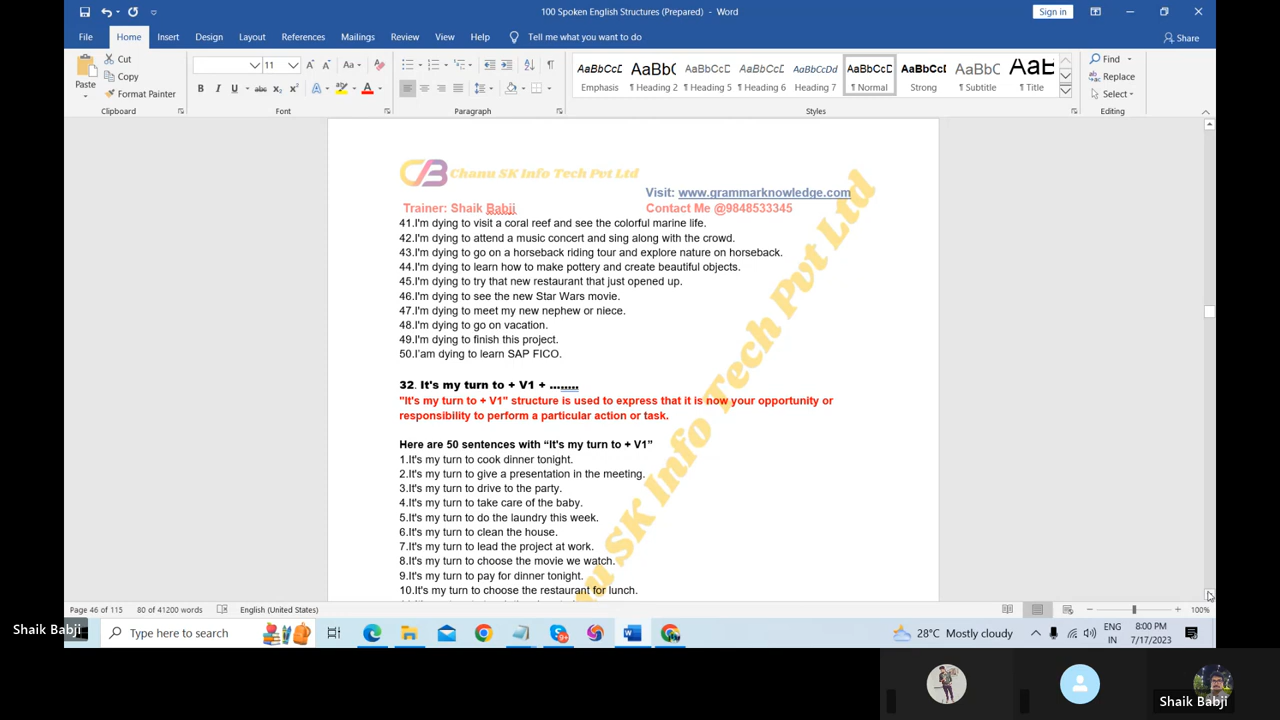 100 Spoken English Structures (Prepared) - Word
Sign in
File Home Insert Design Layout References Mailings Review View Help Tell me what you want to do
Share
Paste
Cut
Copy
Format Painter
Clipboard
11
Font
Paragraph
AaBbCcD AaBbC AaBbCcD AaBbCcD AaBbCcDd AaBbCcD AaBbCcI AaBbCcD AaB
Emphasis ¶ Heading 2 ¶ Heading 5 ¶ Heading 6 Heading 7 ¶ Normal Strong ¶ Subtitle ¶ Title
Styles
Find
Replace
Select
Editing
Chanu SK Info Tech Pvt Ltd
Visit: www.grammarknowledge.com
Trainer: Shaik Babji Contact Me @9848533345
41.I'm dying to visit a coral reef and see the colorful marine life.
42.I'm dying to attend a music concert and sing along with the crowd.
43.I'm dying to go on a horseback riding tour and explore nature on horseback.
44.I'm dying to learn how to make pottery and create beautiful objects.
45.I'm dying to try that new restaurant that just opened up.
46.I'm dying to see the new Star Wars movie.
47.I'm dying to meet my new nephew or niece.
48.I'm dying to go on vacation.
49.I'm dying to finish this project.
50.I'am dying to learn SAP FICO.
32. It's my turn to + V1 + ........
"It's my turn to + V1" structure is used to express that it is now your opportunity or
responsibility to perform a particular action or task.
Here are 50 sentences with “It's my turn to + V1”
1.It's my turn to cook dinner tonight.
2.It's my turn to give a presentation in the meeting.
3.It's my turn to drive to the party.
4.It's my turn to take care of the baby.
5.It's my turn to do the laundry this week.
6.It's my turn to clean the house.
7.It's my turn to lead the project at work.
8.It's my turn to choose the movie we watch.
9.It's my turn to pay for dinner tonight.
10.It's my turn to choose the restaurant for lunch.
SK Info Tech Pvt Ltd
Page 46 of 115 80 of 41200 words English (United States) 100%
Shaik Babji
Type here to search
28°C Mostly cloudy
ENG
IN
8:00 PM
7/17/2023
Shaik Babji